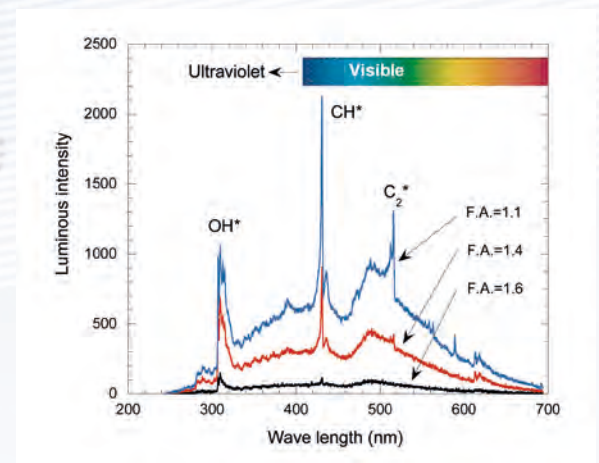 2500
2000
1500
1000
500
0
Luminous intensity
Ultraviolet
Visible
CH*
C2*
OH*
F.A.=1.1
F.A.=1.4
F.A.=1.6
200
300
400
500
600
700
Wave length (nm)